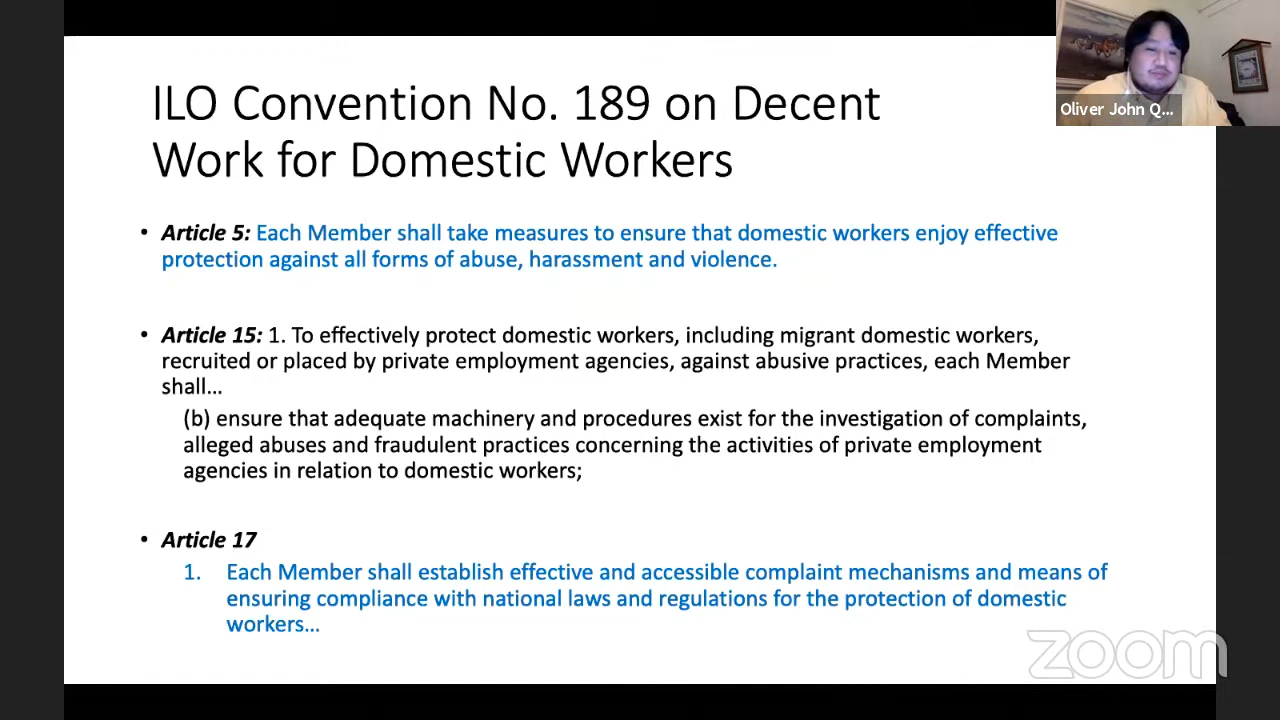 ILO Convention No. 189 on Decent
Work for Domestic Workers
Oliver John Q...
• Article 5: Each Member shall take measures to ensure that domestic workers enjoy effective
protection against all forms of abuse, harassment and violence.
• Article 15: 1. To effectively protect domestic workers, including migrant domestic workers,
recruited or placed by private employment agencies, against abusive practices, each Member
shall…
(b) ensure that adequate machinery and procedures exist for the investigation of complaints,
alleged abuses and fraudulent practices concerning the activities of private employment
agencies in relation to domestic workers;
• Article 17
1. Each Member shall establish effective and accessible complaint mechanisms and means of
ensuring compliance with national laws and regulations for the protection of domestic
workers…
zoom